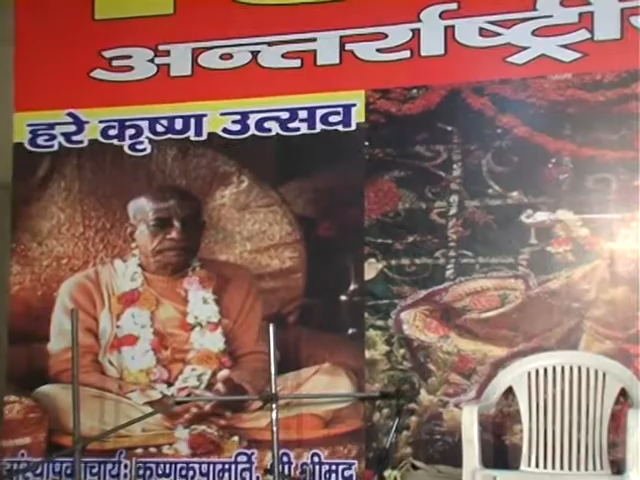 अन्तर्राष्ट्रीय
हरे कृष्ण उत्सव
संस्थापकाचार्यः कृष्णकृपामूर्ति, श्री श्रीमद्